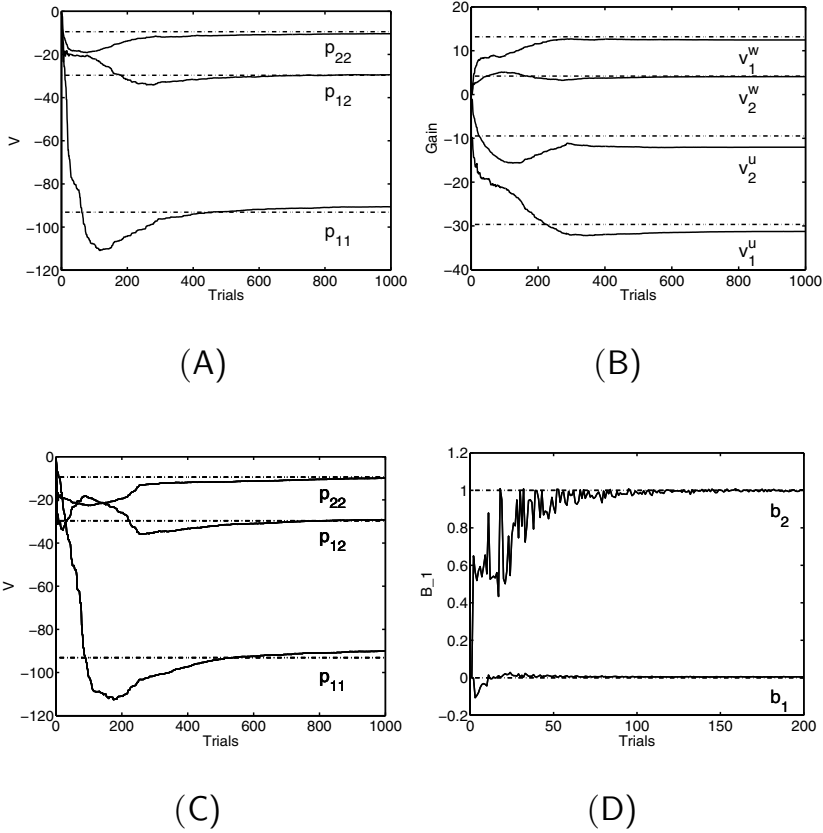 0
−20
−40
−60
−80
−100
−120
V
0 200 400 600 800 1000
Trials
p22
p12
p11
(A)
20
10
0
−10
−20
−30
−40
Gain
0 200 400 600 800 1000
Trials
v1w
v2w
v2u
v1u
(B)
0
−20
−40
−60
−80
−100
−120
V
0 200 400 600 800 1000
Trials
p22
p12
p11
(C)
1.2
1
0.8
0.6
0.4
0.2
0
−0.2
B_1
0 50 100 150 200
Trials
b2
b1
(D)